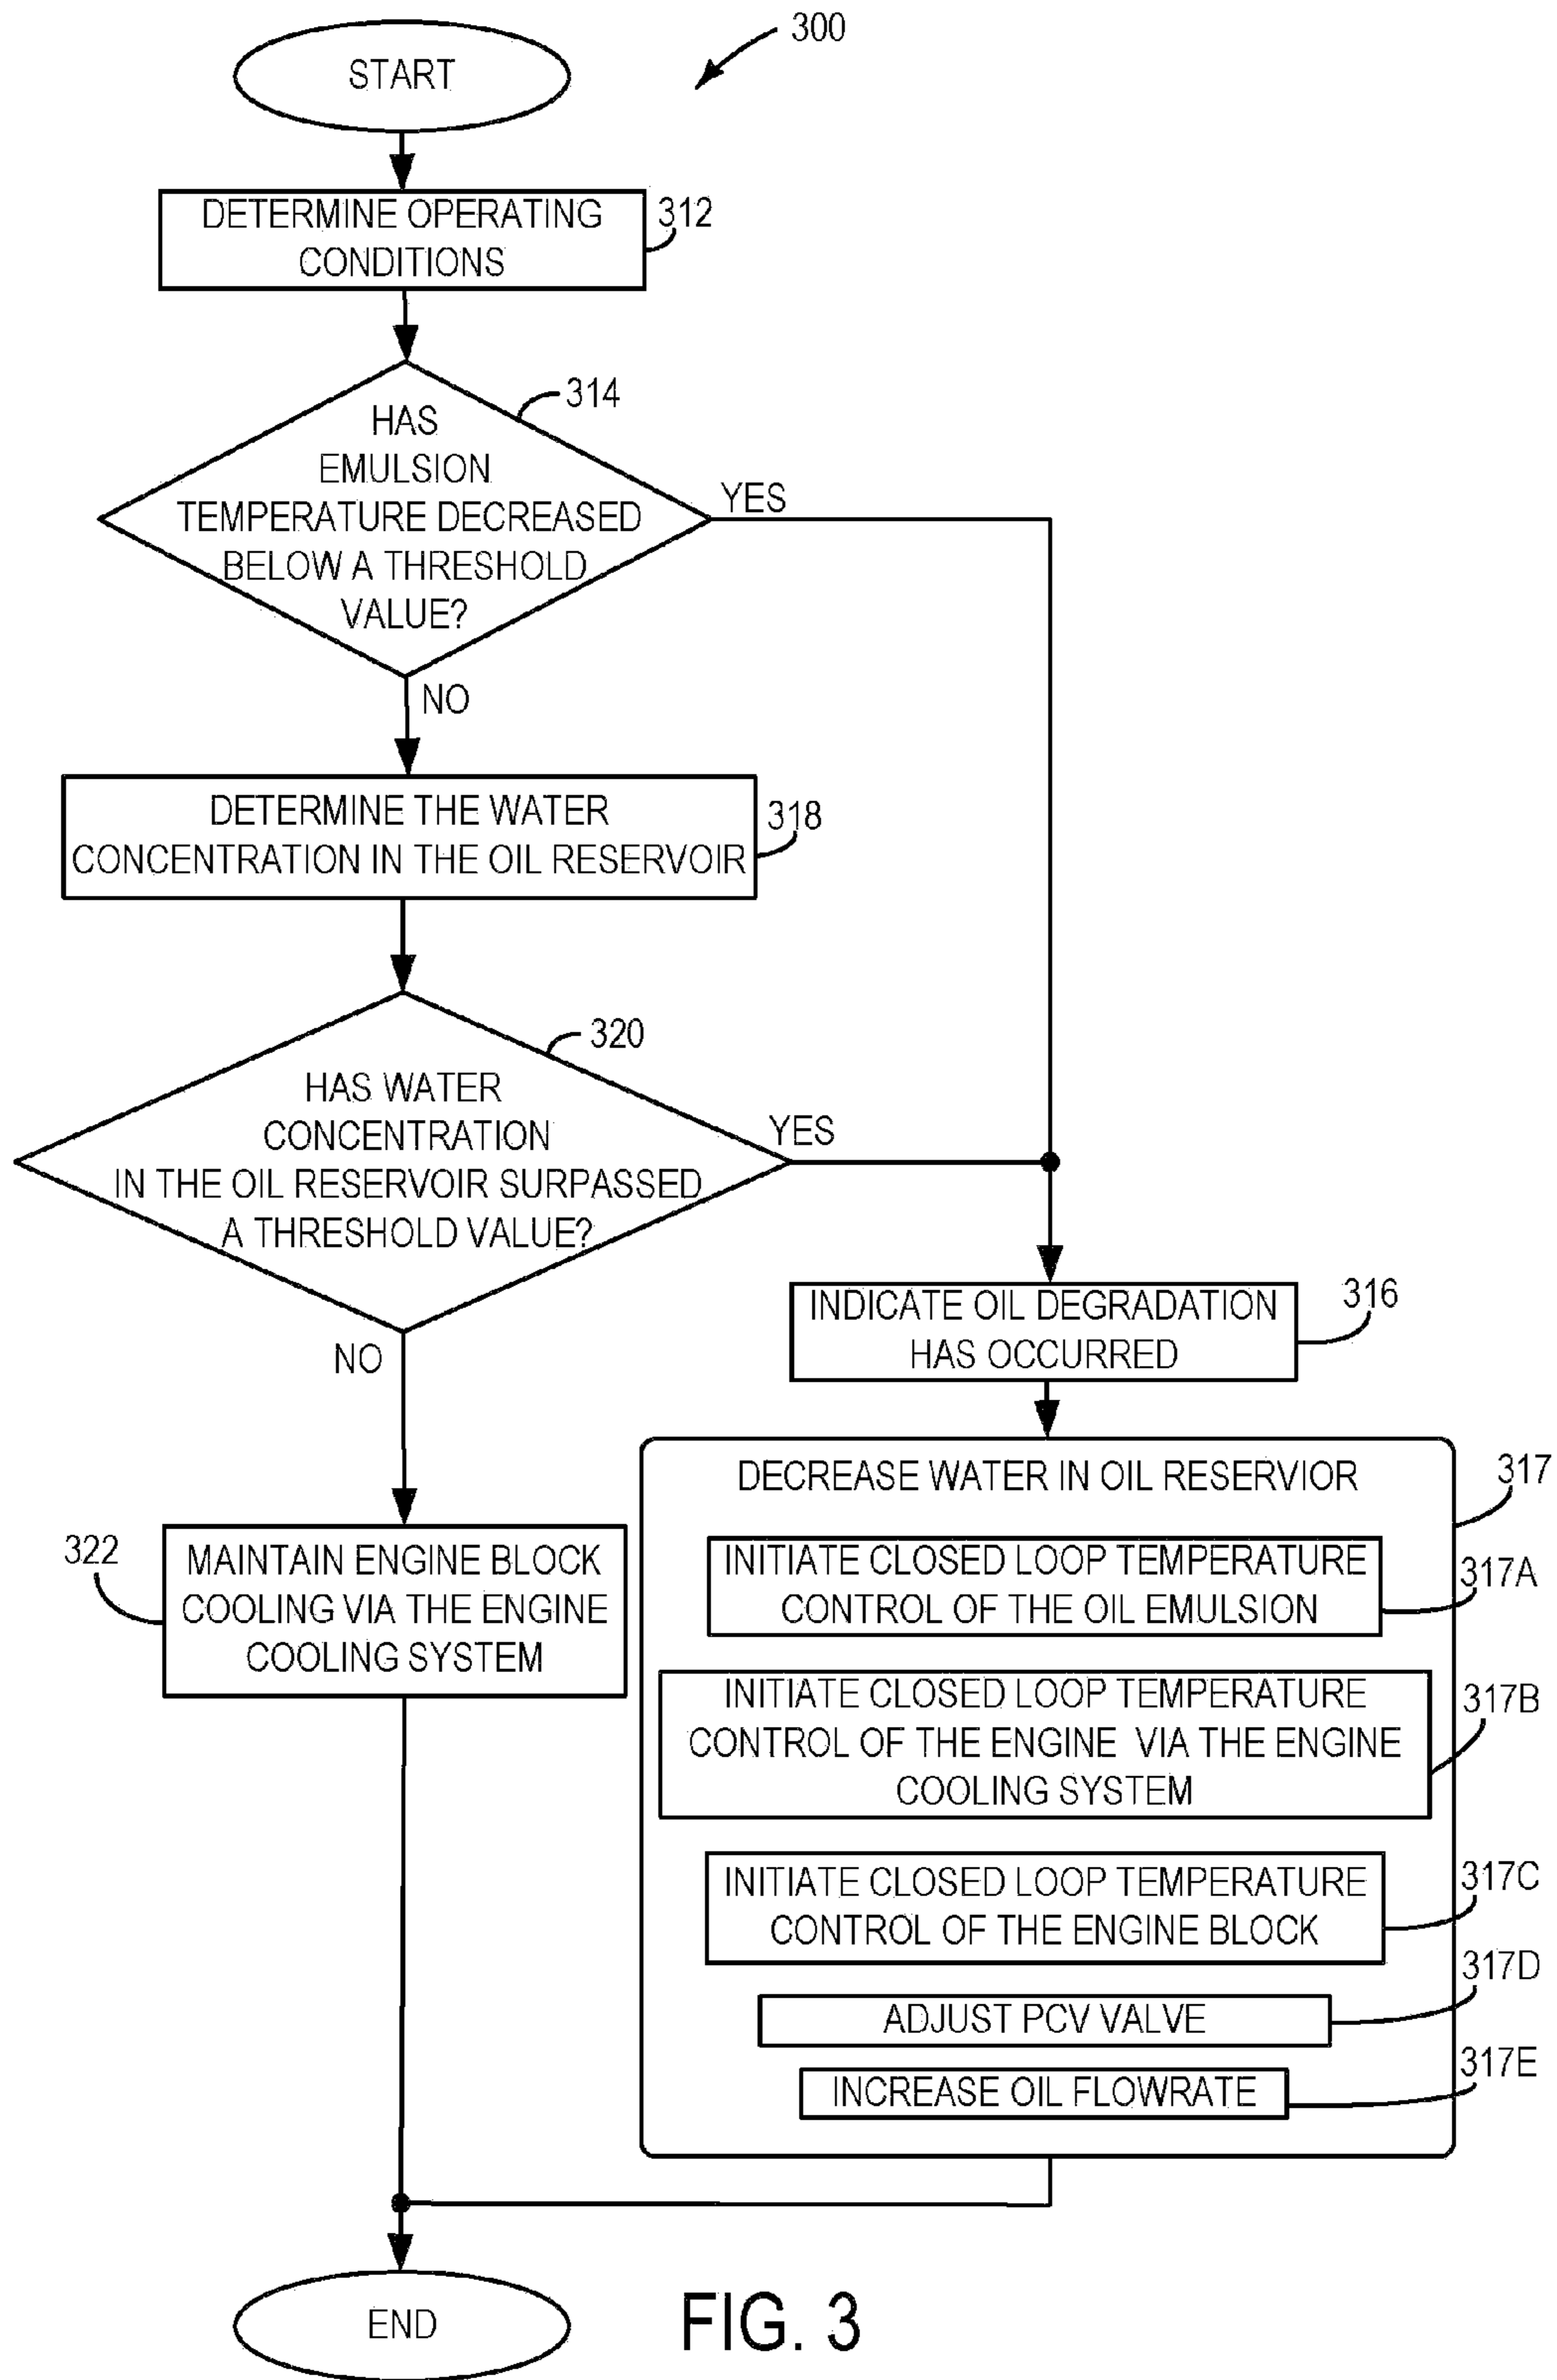 300
START
DETERMINE OPERATING
CONDITIONS
312
314
HAS
EMULSION
TEMPERATURE DECREASED
BELOW A THRESHOLD
VALUE?
YES
NO
DETERMINE THE WATER
CONCENTRATION IN THE OIL RESERVOIR
318
320
HAS WATER
CONCENTRATION
IN THE OIL RESERVOIR SURPASSED
A THRESHOLD VALUE?
YES
NO
INDICATE OIL DEGRADATION
HAS OCCURRED
316
322
MAINTAIN ENGINE BLOCK
COOLING VIA THE ENGINE
COOLING SYSTEM
DECREASE WATER IN OIL RESERVIOR
317
INITIATE CLOSED LOOP TEMPERATURE
CONTROL OF THE OIL EMULSION
317A
INITIATE CLOSED LOOP TEMPERATURE
CONTROL OF THE ENGINE VIA THE ENGINE
COOLING SYSTEM
317B
INITIATE CLOSED LOOP TEMPERATURE
CONTROL OF THE ENGINE BLOCK
317C
ADJUST PCV VALVE
317D
INCREASE OIL FLOWRATE
317E
END
FIG. 3